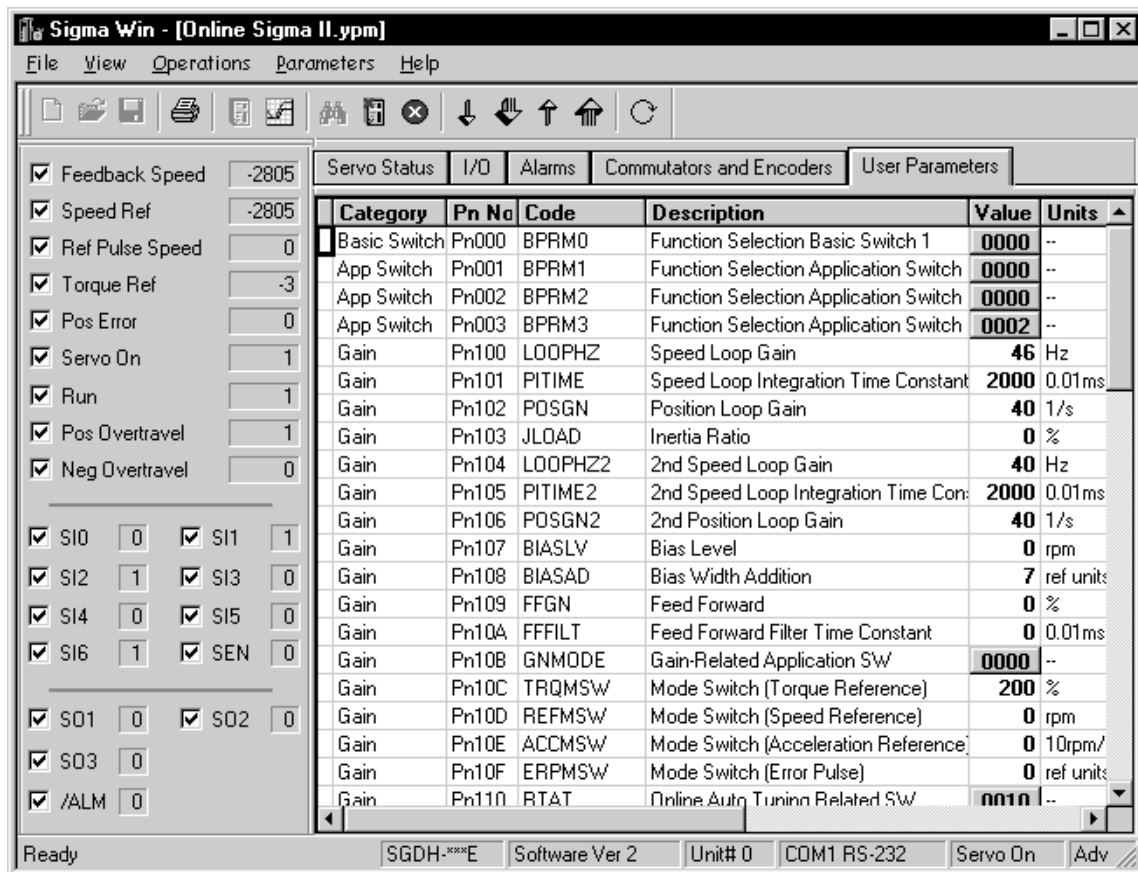 Sigma Win - [Online Sigma II.ypm]
File View Operations Parameters Help
Servo Status I/O Alarms Commutators and Encoders User Parameters
Feedback Speed -2805
Speed Ref -2805
Ref Pulse Speed 0
Torque Ref -3
Pos Error 0
Servo On 1
Run 1
Pos Overtravel 1
Neg Overtravel 0
SI0 0 SI1 1
SI2 1 SI3 0
SI4 0 SI5 0
SI6 1 SEN 0
SO1 0 SO2 0
SO3 0
/ALM 0
Category Pn No Code Description Value Units
Basic Switch Pn000 BPRM0 Function Selection Basic Switch 1 0000 --
App Switch Pn001 BPRM1 Function Selection Application Switch 0000 --
App Switch Pn002 BPRM2 Function Selection Application Switch 0000 --
App Switch Pn003 BPRM3 Function Selection Application Switch 0002 --
Gain Pn100 LOOPHZ Speed Loop Gain 46 Hz
Gain Pn101 PITIME Speed Loop Integration Time Constant 2000 0.01ms
Gain Pn102 POSGN Position Loop Gain 40 1/s
Gain Pn103 JLOAD Inertia Ratio 0 %
Gain Pn104 LOOPHZ2 2nd Speed Loop Gain 40 Hz
Gain Pn105 PITIME2 2nd Speed Loop Integration Time Con 2000 0.01ms
Gain Pn106 POSGN2 2nd Position Loop Gain 40 1/s
Gain Pn107 BIASLV Bias Level 0 rpm
Gain Pn108 BIASAD Bias Width Addition 7 ref units
Gain Pn109 FFGN Feed Forward 0 %
Gain Pn10A FFFILT Feed Forward Filter Time Constant 0 0.01ms
Gain Pn10B GNMODE Gain-Related Application SW 0000 --
Gain Pn10C TRQMSW Mode Switch (Torque Reference) 200 %
Gain Pn10D REFMSW Mode Switch (Speed Reference) 0 rpm
Gain Pn10E ACCMSW Mode Switch (Acceleration Reference) 0 10rpm/
Gain Pn10F ERPMSW Mode Switch (Error Pulse) 0 ref units
Gain Pn110 RTAT Online Auto Tuning Related SW 0010 --
Ready SGDH-***E Software Ver 2 Unit# 0 COM1 RS-232 Servo On Adv